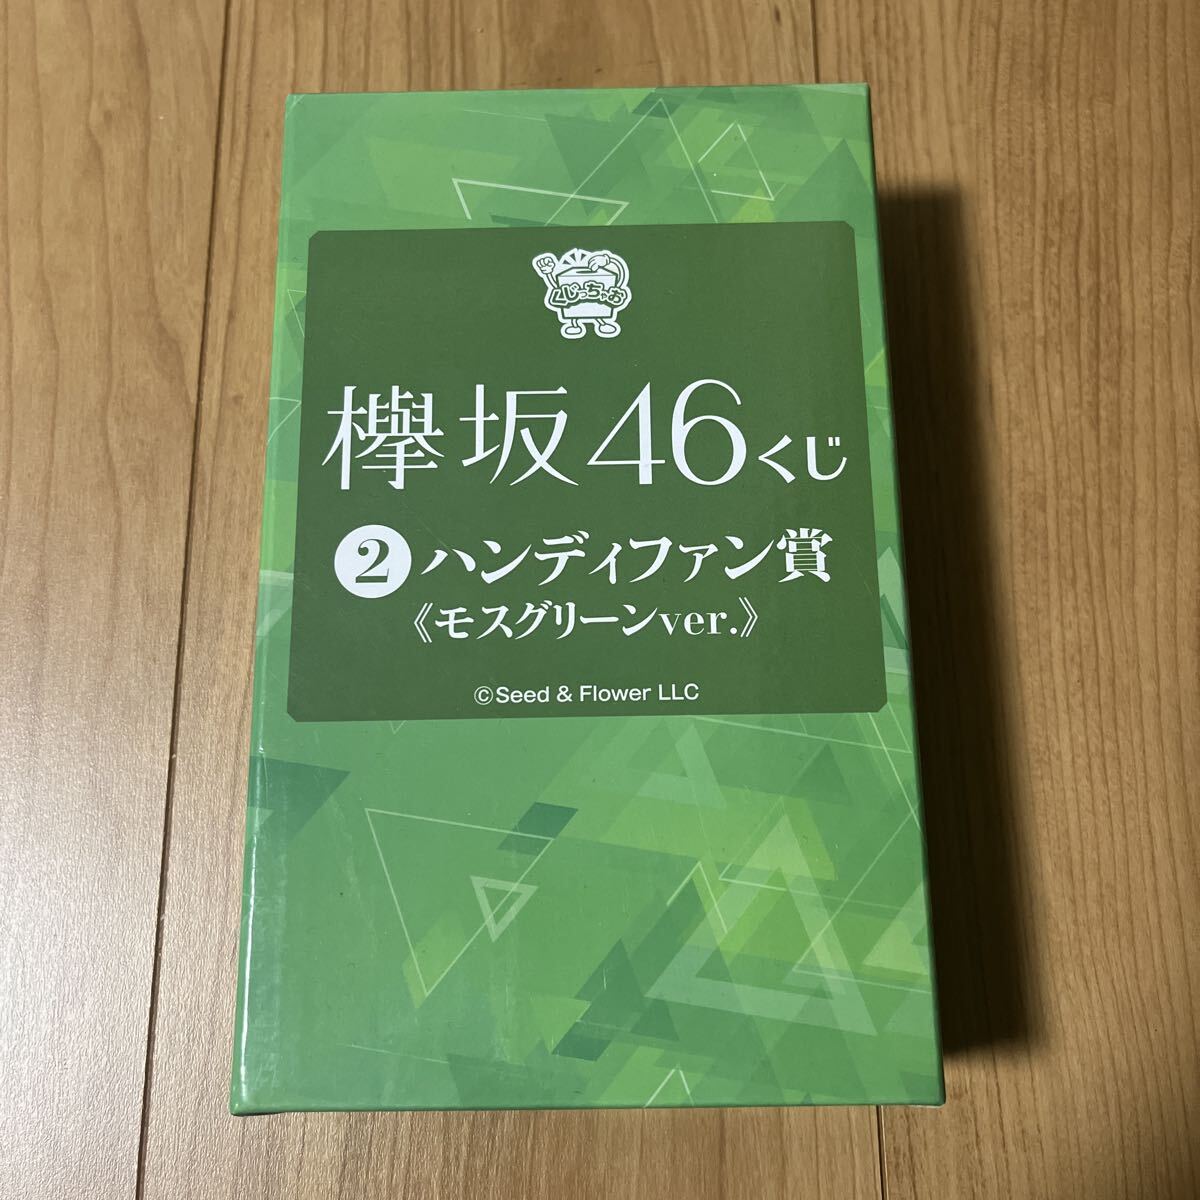 くじっちゃお
欅坂46くじ
②ハンディファン賞
《モスグリーンver.》
©Seed & Flower LLC